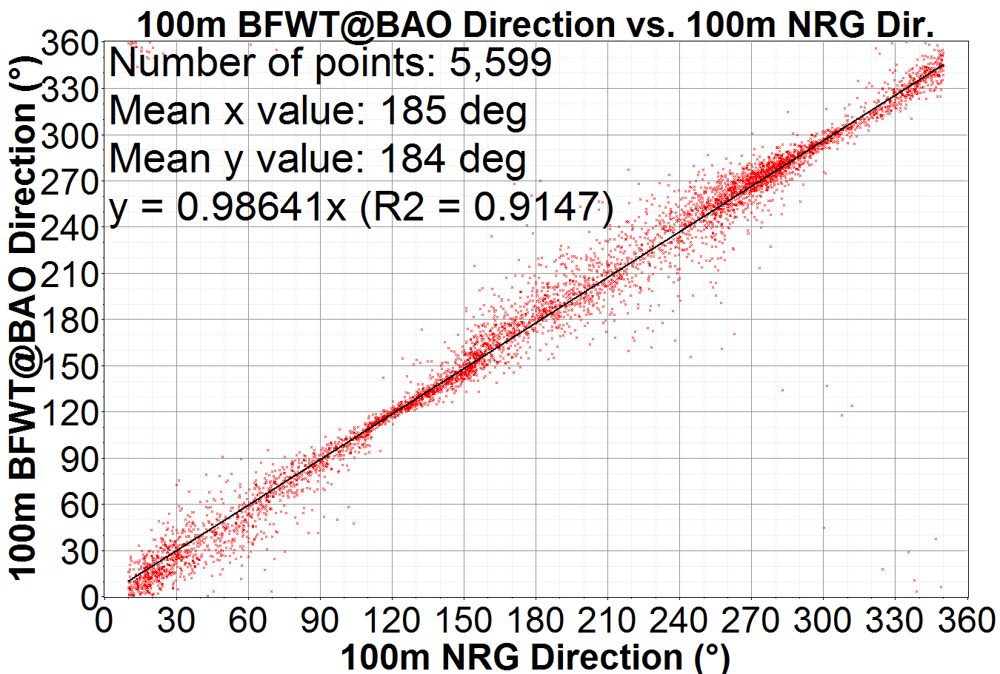 100m BFWT@BAO Direction vs. 100m NRG Dir.
Number of points: 5,599
Mean x value: 185 deg
Mean y value: 184 deg
y = 0.98641x (R2 = 0.9147)
100m BFWT@BAO Direction (°)
360
330
300
270
240
210
180
150
120
90
60
30
0
0 30 60 90 120 150 180 210 240 270 300 330 360
100m NRG Direction (°)